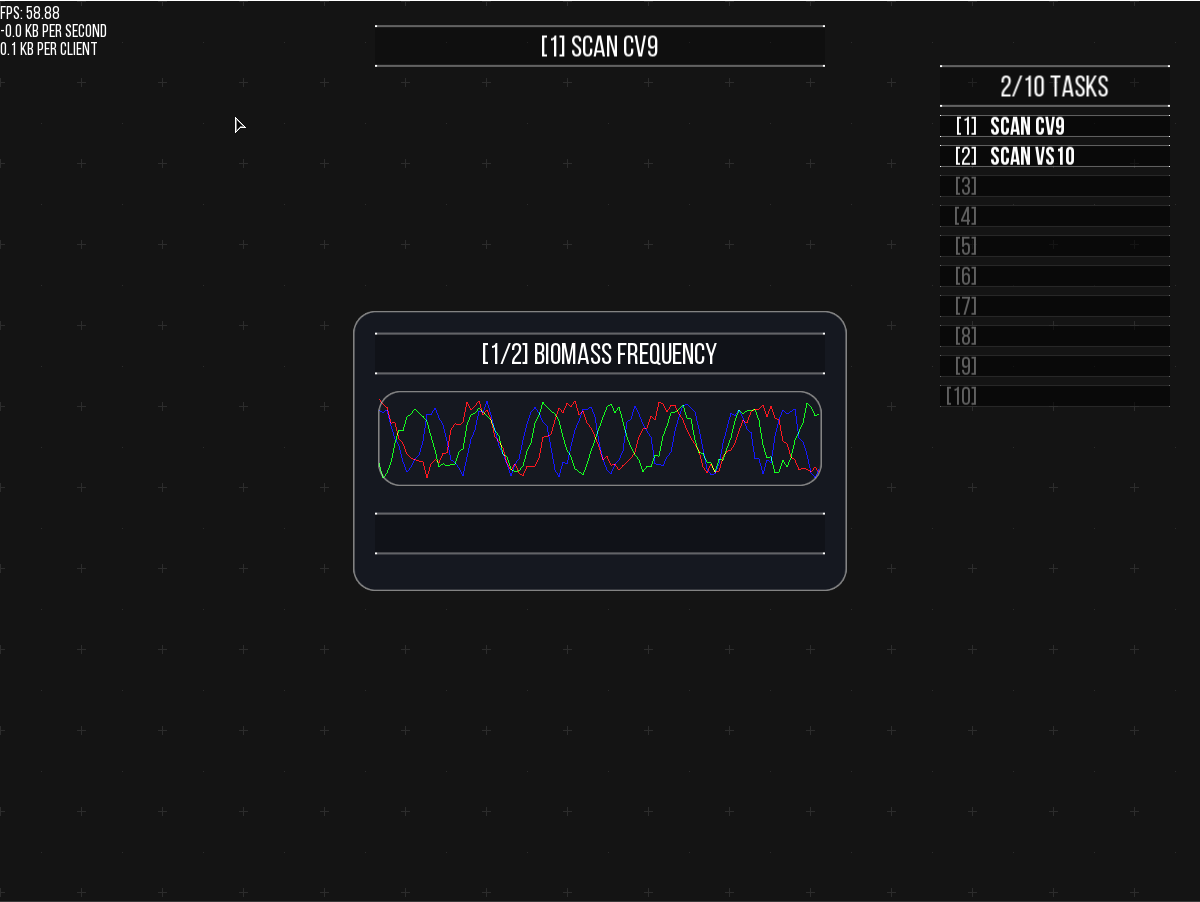 FPS: 58.88
-0.0 KB PER SECOND
0.1 KB PER CLIENT
[1] SCAN CV9
2/10 TASKS
[1] SCAN CV9
[2] SCAN VS10
[3]
[4]
[5]
[6]
[7]
[8]
[9]
[10]
[1/2] BIOMASS FREQUENCY